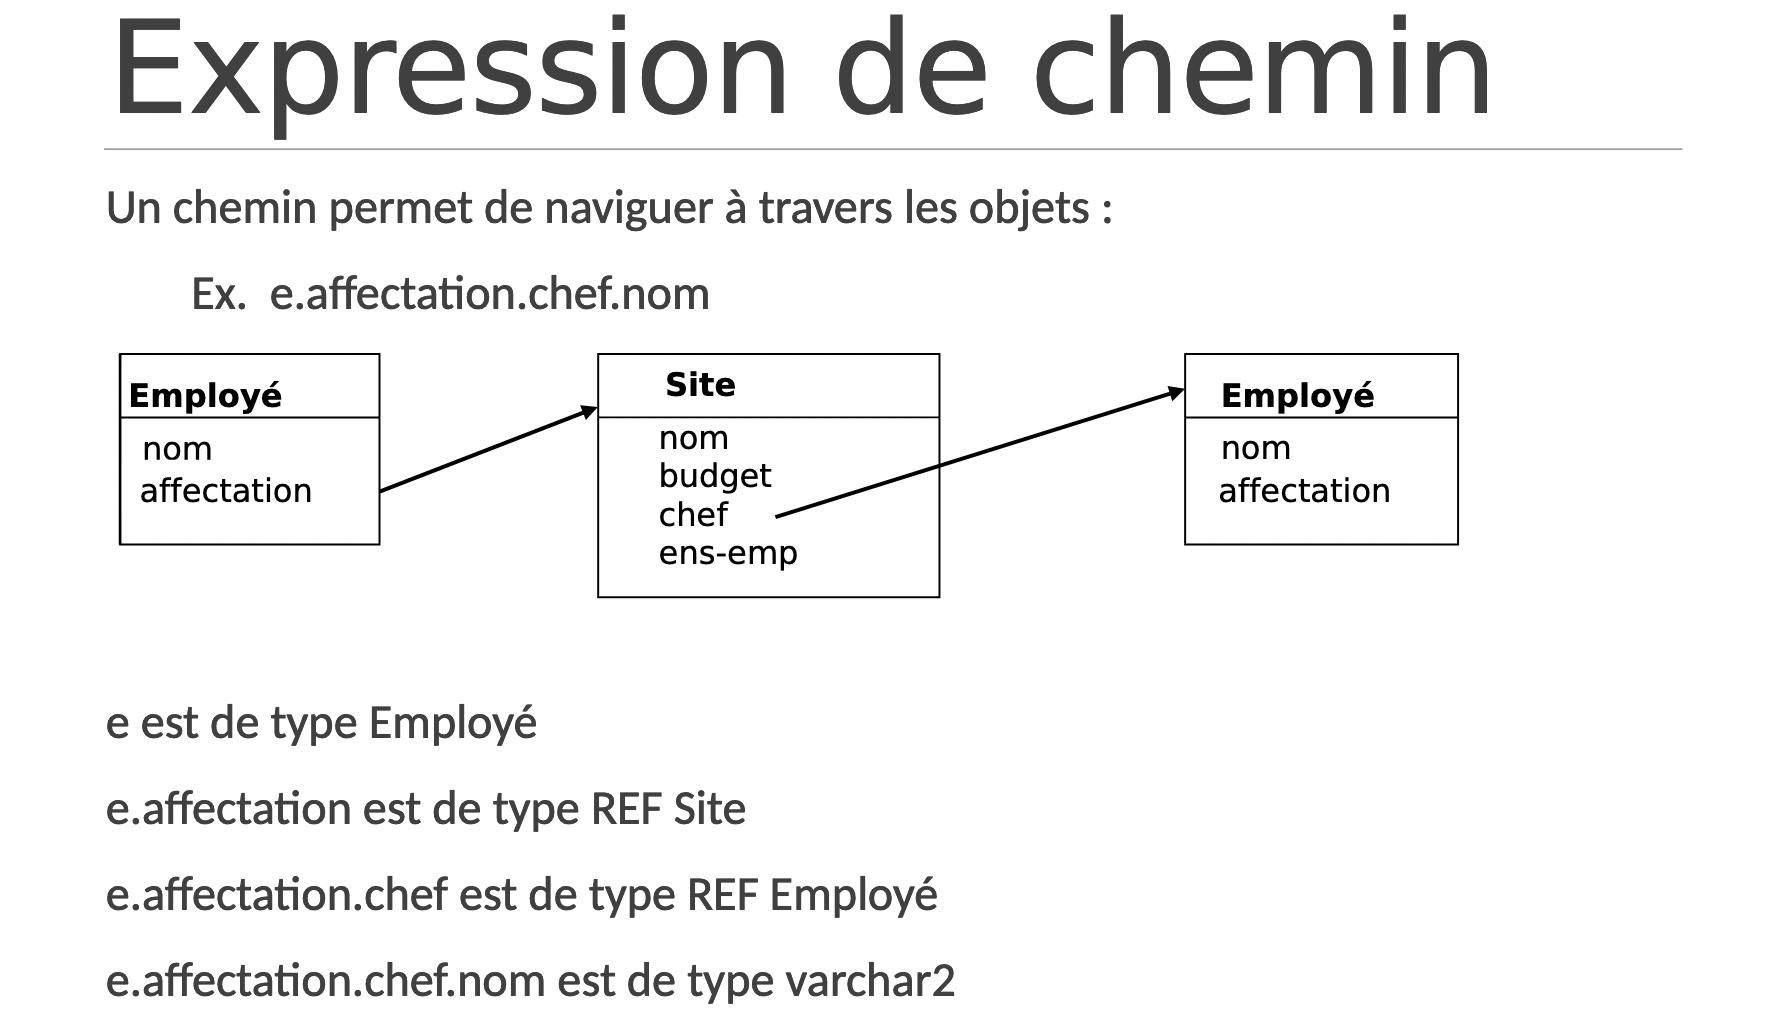 Expression de chemin
Un chemin permet de naviguer à travers les objets :
Ex. e.affectation.chef.nom
Employé
nom
affectation
Site
nom
budget
chef
ens-emp
Employé
nom
affectation
e est de type Employé
e.affectation est de type REF Site
e.affectation.chef est de type REF Employé
e.affectation.chef.nom est de type varchar2